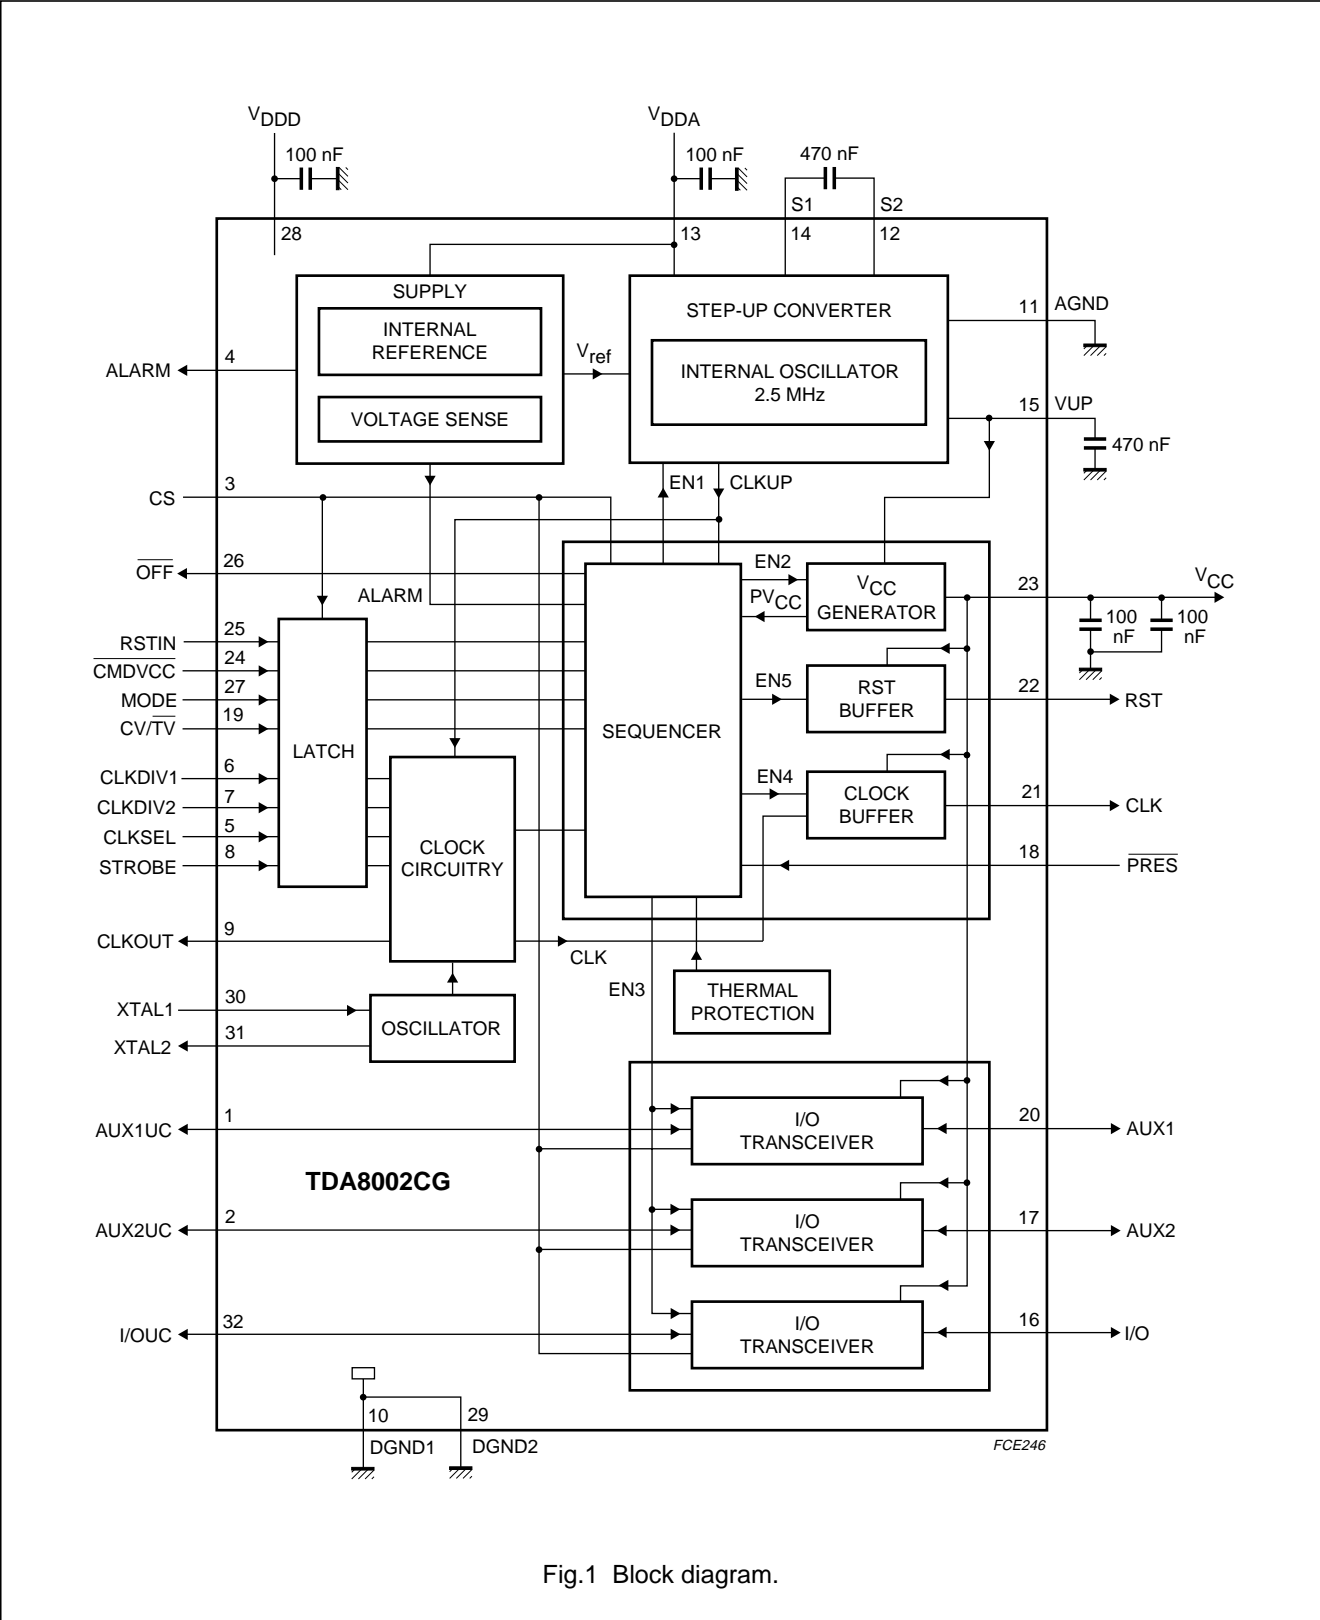 VDDD
VDDA
100 nF
100 nF
470 nF
S1
S2
28
13
14
12
SUPPLY
INTERNAL
REFERENCE
VOLTAGE SENSE
STEP-UP CONVERTER
INTERNAL OSCILLATOR
2.5 MHz
11
AGND
ALARM
4
Vref
15
VUP
470 nF
CS
3
EN1
CLKUP
OFF
26
ALARM
EN2
PVCC
VCC
GENERATOR
23
VCC
100
nF
100
nF
RSTIN
25
CMDVCC
24
MODE
27
CV/TV
19
LATCH
SEQUENCER
EN5
RST
BUFFER
22
RST
CLKDIV1
6
CLKDIV2
7
CLKSEL
5
STROBE
8
CLOCK
CIRCUITRY
EN4
CLOCK
BUFFER
21
CLK
18
PRES
CLKOUT
9
CLK
EN3
THERMAL
PROTECTION
XTAL1
30
XTAL2
31
OSCILLATOR
AUX1UC
1
I/O
TRANSCEIVER
20
AUX1
TDA8002CG
AUX2UC
2
I/O
TRANSCEIVER
17
AUX2
I/OUC
32
I/O
TRANSCEIVER
16
I/O
10
29
DGND1
DGND2
FCE246
Fig.1 Block diagram.